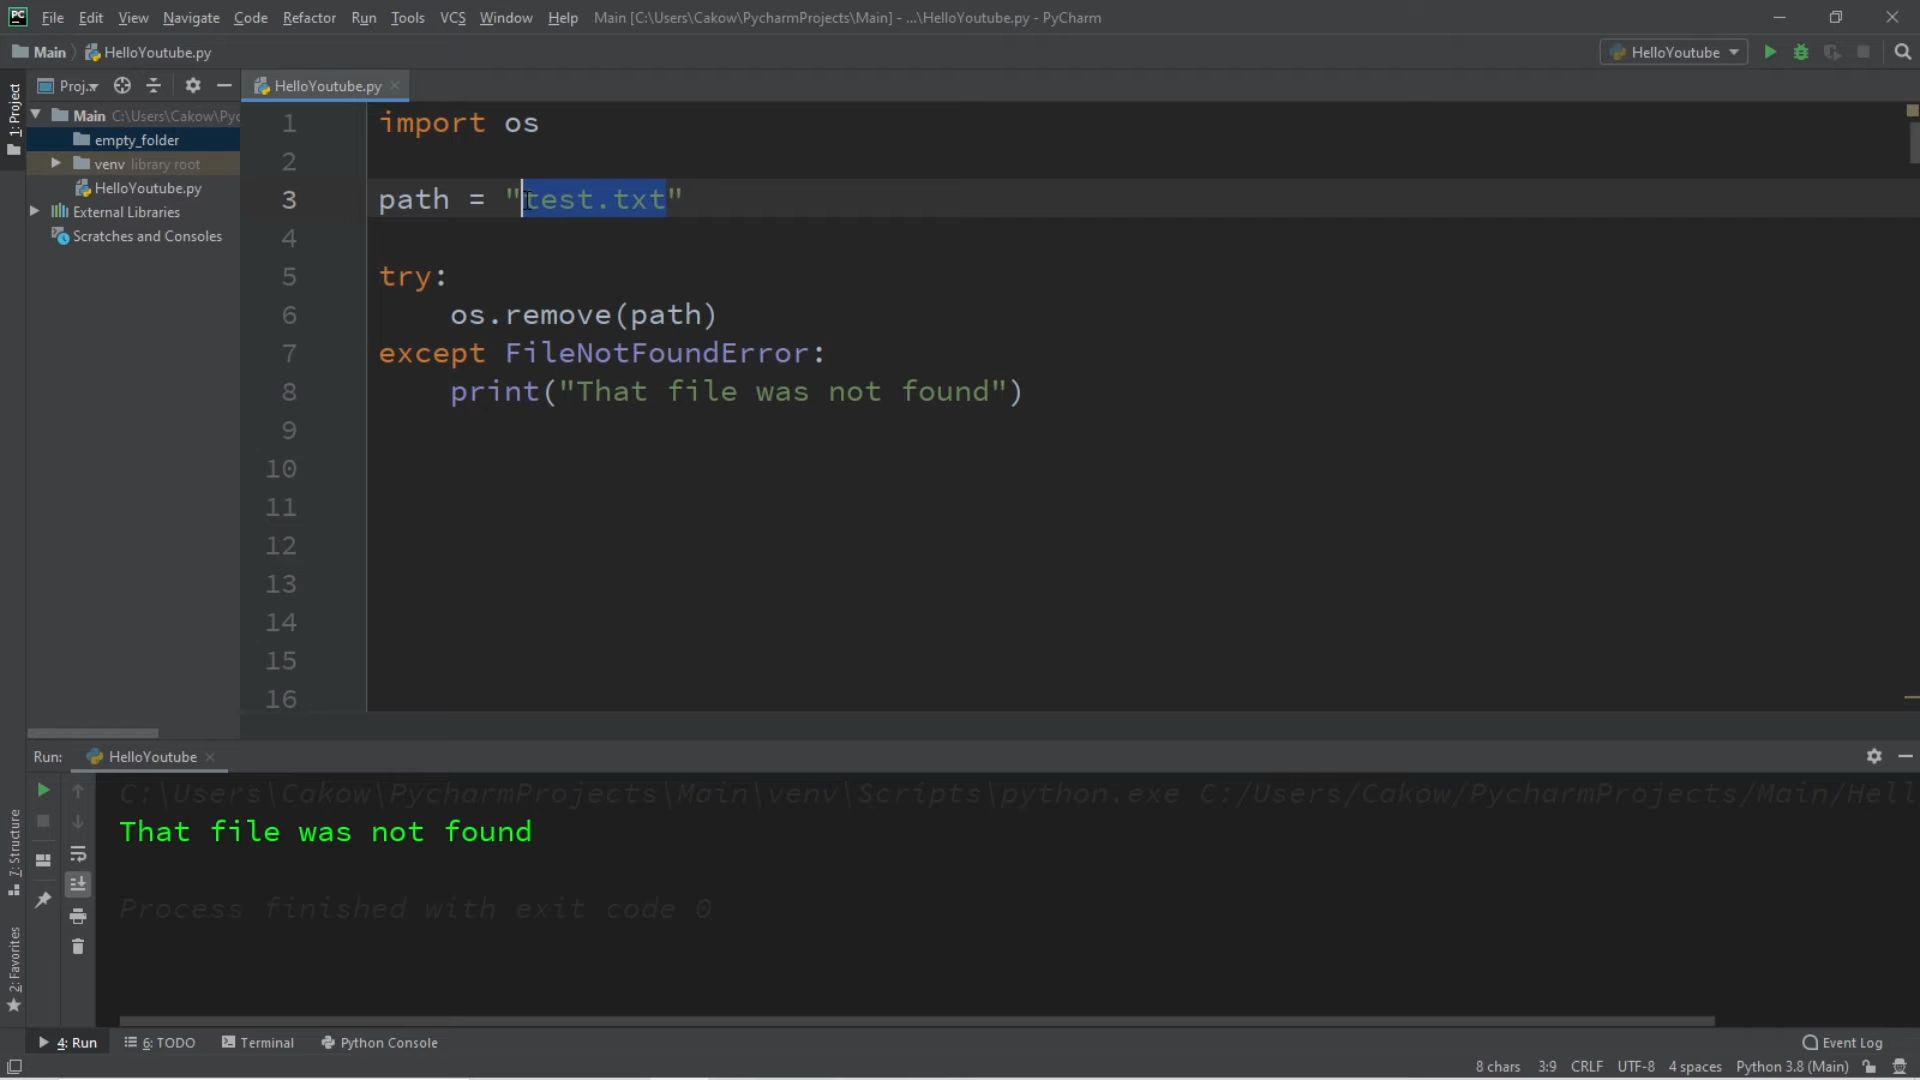 PC File Edit View Navigate Code Refactor Run Tools VCS Window Help Main [C:\Users\Cakow\PycharmProjects\Main] - ...\HelloYoutube.py - PyCharm
Main HelloYoutube.py HelloYoutube
1: Project
Proj..
HelloYoutube.py
Main C:\Users\Cakow\Pyc
empty_folder
venv library root
HelloYoutube.py
External Libraries
Scratches and Consoles
1 import os
2
3 path = "test.txt"
4
5 try:
6     os.remove(path)
7 except FileNotFoundError:
8     print("That file was not found")
9
10
11
12
13
14
15
16
Run: HelloYoutube
C:\Users\Cakow\PycharmProjects\Main\venv\Scripts\python.exe C:/Users/Cakow/PycharmProjects/Main/Hell
That file was not found
Process finished with exit code 0
7: Structure
2: Favorites
4: Run 6: TODO Terminal Python Console Event Log
8 chars 3:9 CRLF UTF-8 4 spaces Python 3.8 (Main)